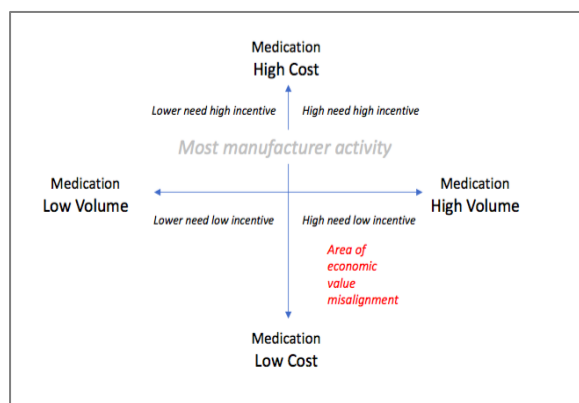 Medication
High Cost
Lower need high incentive
High need high incentive
Most manufacturer activity
Medication
Low Volume
Medication
High Volume
Lower need low incentive
High need low incentive
Area of
economic
value
misalignment
Medication
Low Cost